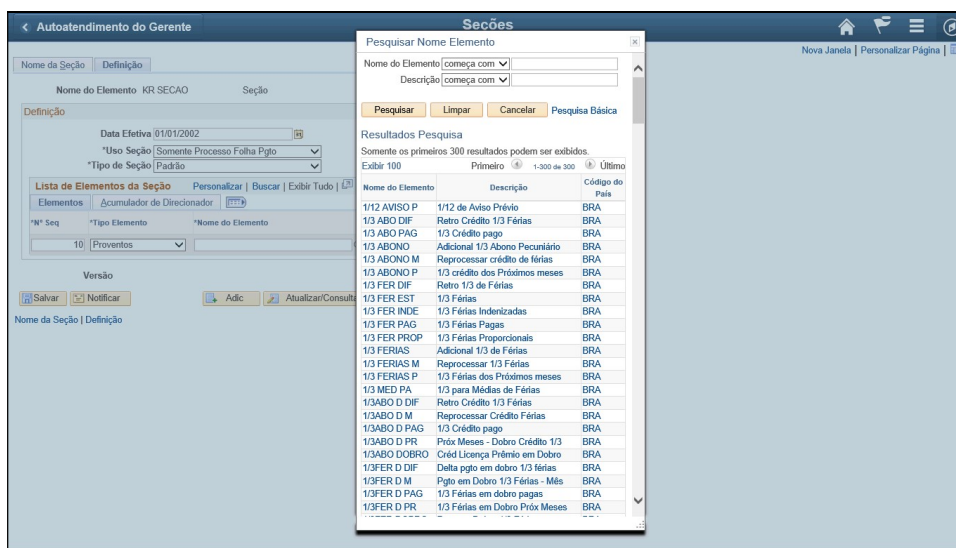 Autoatendimento do Gerente
Seções
Nova Janela | Personalizar Página |
Nome da Seção
Definição
Nome do Elemento KR SECAO Seção
Definição
Data Efetiva 01/01/2002
*Uso Seção Somente Processo Folha Pgto
*Tipo de Seção Padrão
Lista de Elementos da Seção Personalizar | Buscar | Exibir Tudo |
Elementos Acumulador de Direcionador
*Nº Seq *Tipo Elemento *Nome do Elemento
10 Proventos
Versão
Salvar Notificar Adic Atualizar/Consulta
Nome da Seção | Definição
Pesquisar Nome Elemento
Nome do Elemento começa com
Descrição começa com
Pesquisar Limpar Cancelar Pesquisa Básica
Resultados Pesquisa
Somente os primeiros 300 resultados podem ser exibidos.
Exibir 100 Primeiro 1-300 de 300 Último
Nome do Elemento Descrição Código do País
1/12 AVISO P 1/12 de Aviso Prévio BRA
1/3 ABO DIF Retro Crédito 1/3 Férias BRA
1/3 ABO PAG 1/3 Crédito pago BRA
1/3 ABONO Adicional 1/3 Abono Pecuniário BRA
1/3 ABONO M Reprocessar crédito de férias BRA
1/3 ABONO P 1/3 crédito dos Próximos meses BRA
1/3 FER DIF Retro 1/3 de Férias BRA
1/3 FER EST 1/3 Férias BRA
1/3 FER INDE 1/3 Férias Indenizadas BRA
1/3 FER PAG 1/3 Férias Pagas BRA
1/3 FER PROP 1/3 Férias Proporcionais BRA
1/3 FERIAS Adicional 1/3 de Férias BRA
1/3 FERIAS M Reprocessar 1/3 Férias BRA
1/3 FERIAS P 1/3 Férias dos Próximos meses BRA
1/3 MED PA 1/3 para Médias de Férias BRA
1/3ABO D DIF Retro Crédito 1/3 Férias BRA
1/3ABO D M Reprocessar Crédito Férias BRA
1/3ABO D PAG 1/3 Crédito pago BRA
1/3ABO D PR Próx Meses - Dobro Crédito 1/3 BRA
1/3ABO DOBRO Créd Licença Prêmio em Dobro BRA
1/3FER D DIF Delta pgto em dobro 1/3 férias BRA
1/3FER D M Pgto em Dobro 1/3 Férias - Mês BRA
1/3FER D PAG 1/3 Férias em dobro pagas BRA
1/3FER D PR 1/3 Férias em Dobro Próx Meses BRA